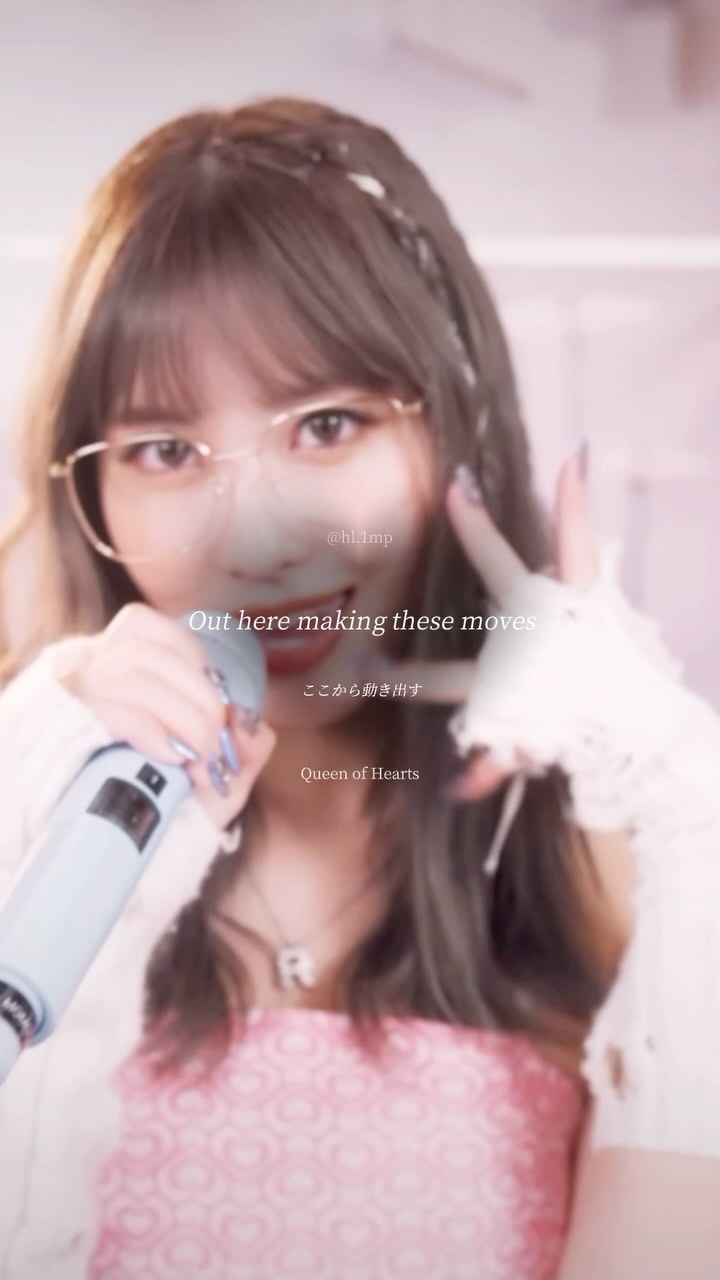 @hl.1mp
Out here making these moves
ここから動き出す
Queen of Hearts
R